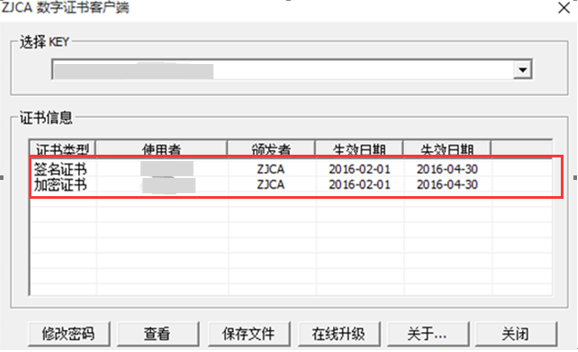 ZJCA 数字证书客户端
选择 KEY
证书信息
证书类型 使用者 颁发者 生效日期 失效日期
签名证书 ZJCA 2016-02-01 2016-04-30
加密证书 ZJCA 2016-02-01 2016-04-30
修改密码 查看 保存文件 在线升级 关于... 关闭